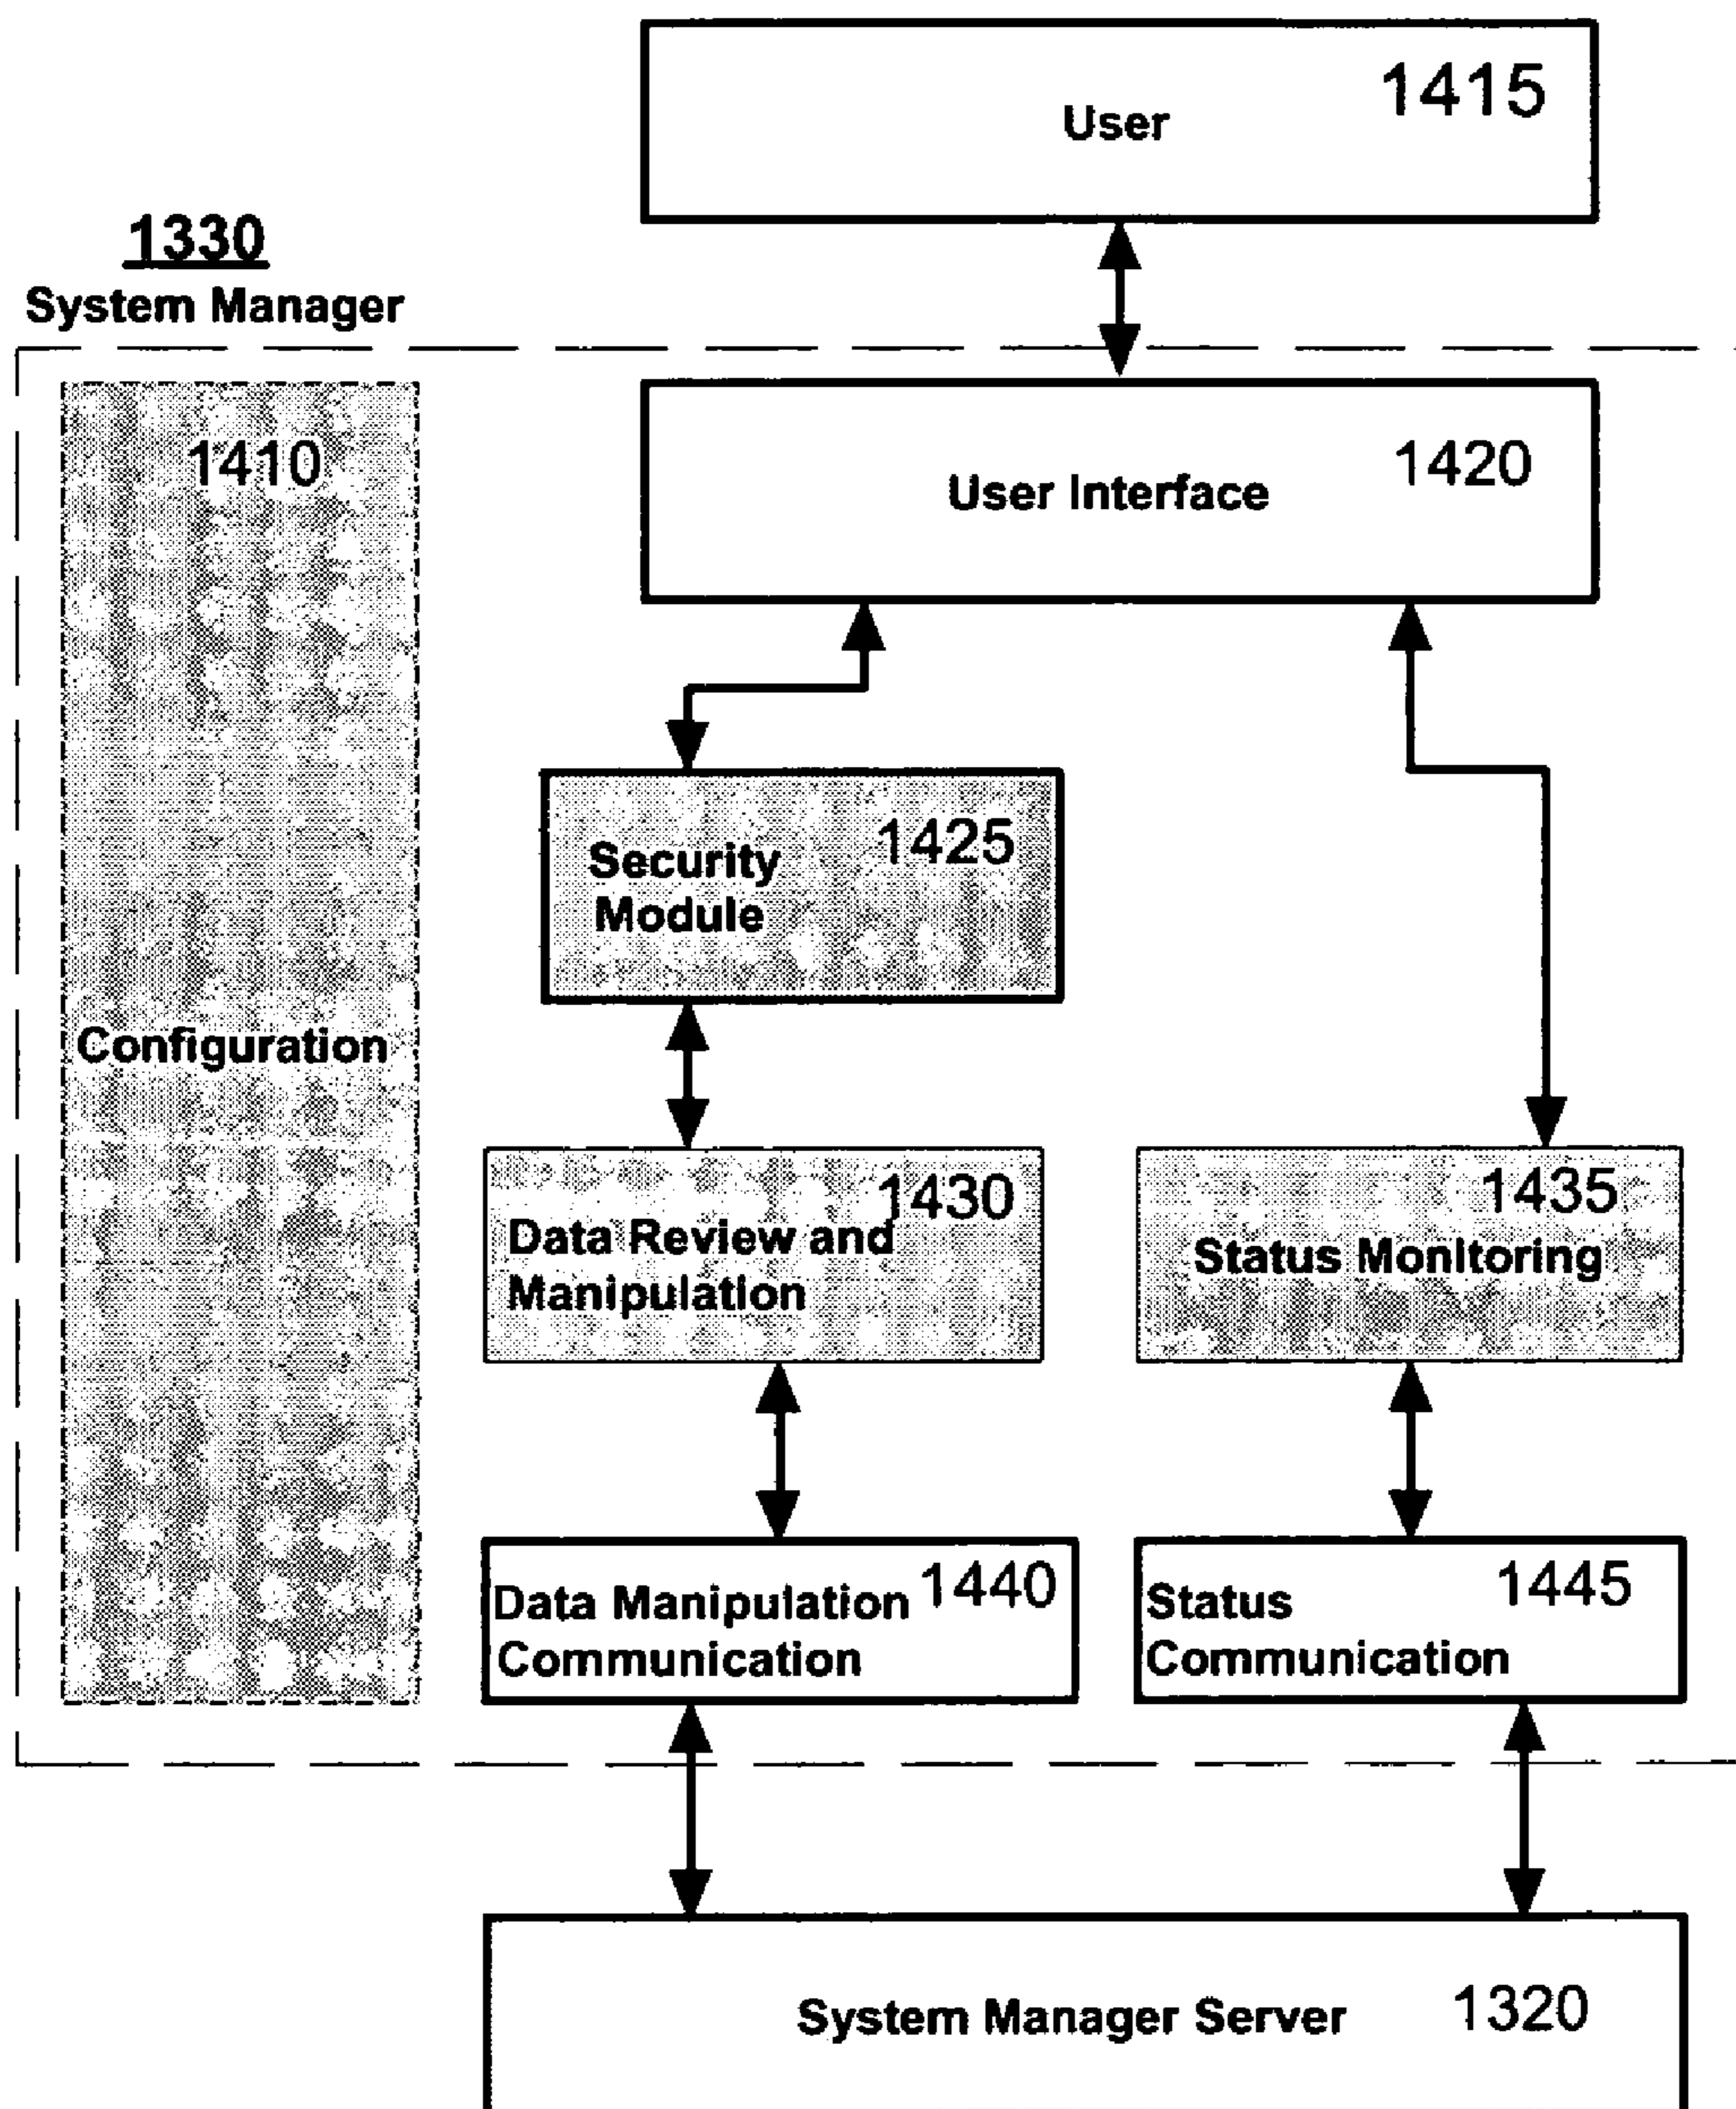 1415
User
1330
System Manager
1410
1420
User Interface
1425
Security
Module
Configuration
1430
Data Review and
Manipulation
1435
Status Monitoring
1440
Data Manipulation
Communication
1445
Status
Communication
System Manager Server 1320